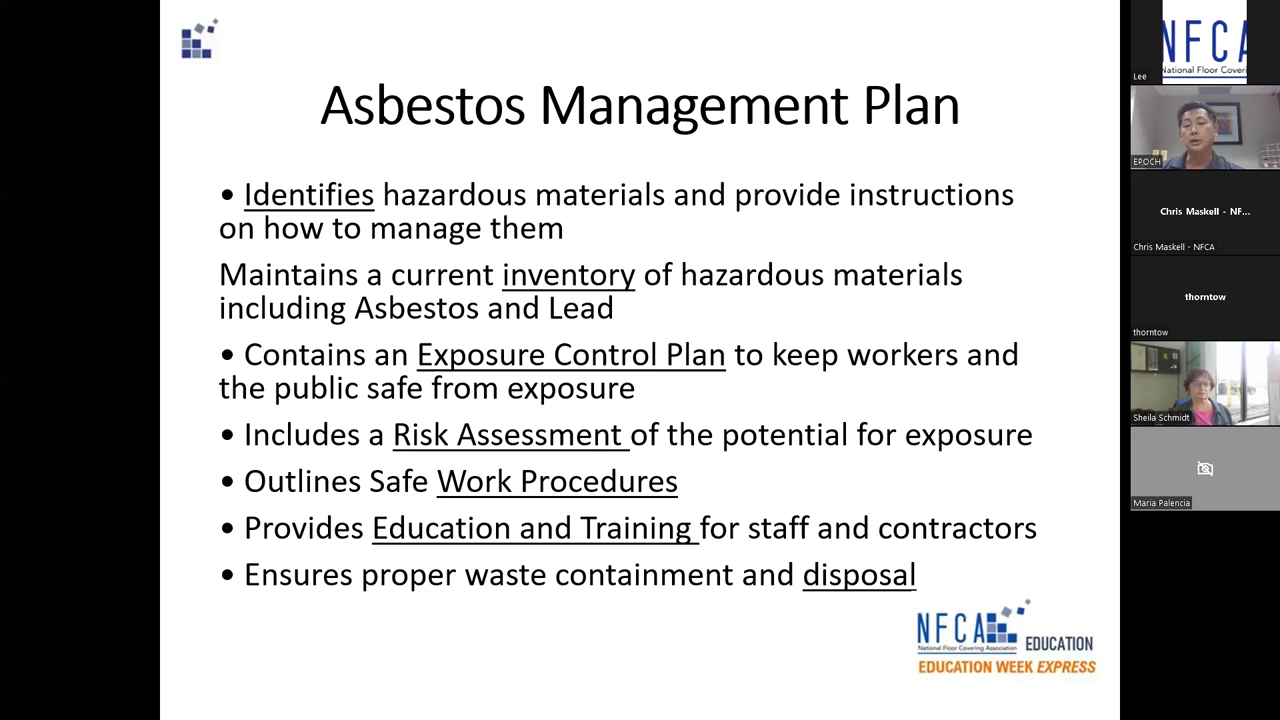 Asbestos Management Plan
• Identifies hazardous materials and provide instructions
on how to manage them
Maintains a current inventory of hazardous materials
including Asbestos and Lead
• Contains an Exposure Control Plan to keep workers and
the public safe from exposure
• Includes a Risk Assessment of the potential for exposure
• Outlines Safe Work Procedures
• Provides Education and Training for staff and contractors
• Ensures proper waste containment and disposal
NFCA
National Floor Covering Association
EDUCATION
EDUCATION WEEK EXPRESS
NFCA
National Floor Coveri
Lee
EPOCH
Chris Maskell - NF...
Chris Maskell - NFCA
thorntow
thorntow
Sheila Schmidt
Maria Palencia